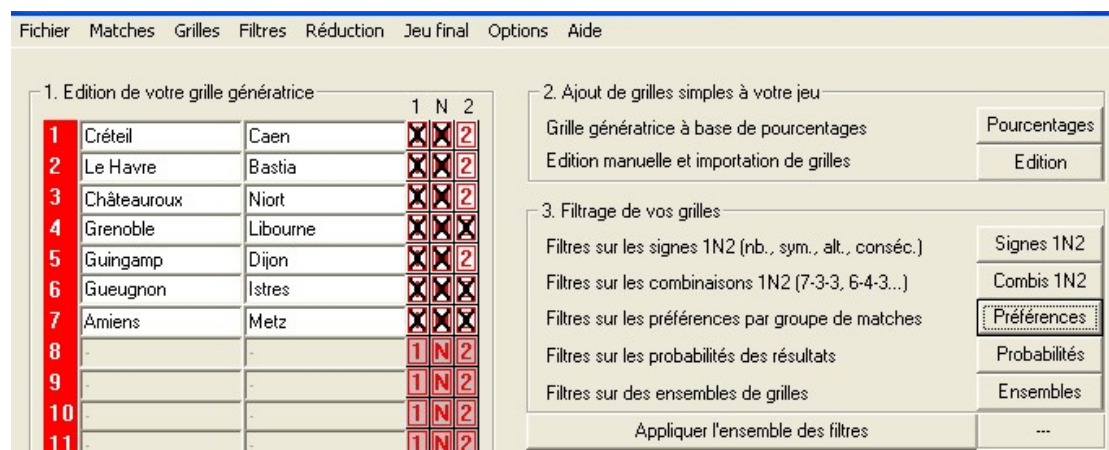 Fichier Matches Grilles Filtres Réduction Jeu final Options Aide
1. Edition de votre grille génératrice
1 N 2
1 Créteil Caen 2
2 Le Havre Bastia 2
3 Châteauroux Niort 2
4 Grenoble Libourne
5 Guingamp Dijon 2
6 Gueugnon Istres
7 Amiens Metz
8 - - 1 N 2
9 - - 1 N 2
10 - - 1 N 2
11 - - 1 N 2
2. Ajout de grilles simples à votre jeu
Grille génératrice à base de pourcentages Pourcentages
Edition manuelle et importation de grilles Edition
3. Filtrage de vos grilles
Filtres sur les signes 1N2 (nb., sym., alt., conséc.) Signes 1N2
Filtres sur les combinaisons 1N2 (7-3-3, 6-4-3...) Combis 1N2
Filtres sur les préférences par groupe de matches Préférences
Filtres sur les probabilités des résultats Probabilités
Filtres sur des ensembles de grilles Ensembles
Appliquer l'ensemble des filtres ---